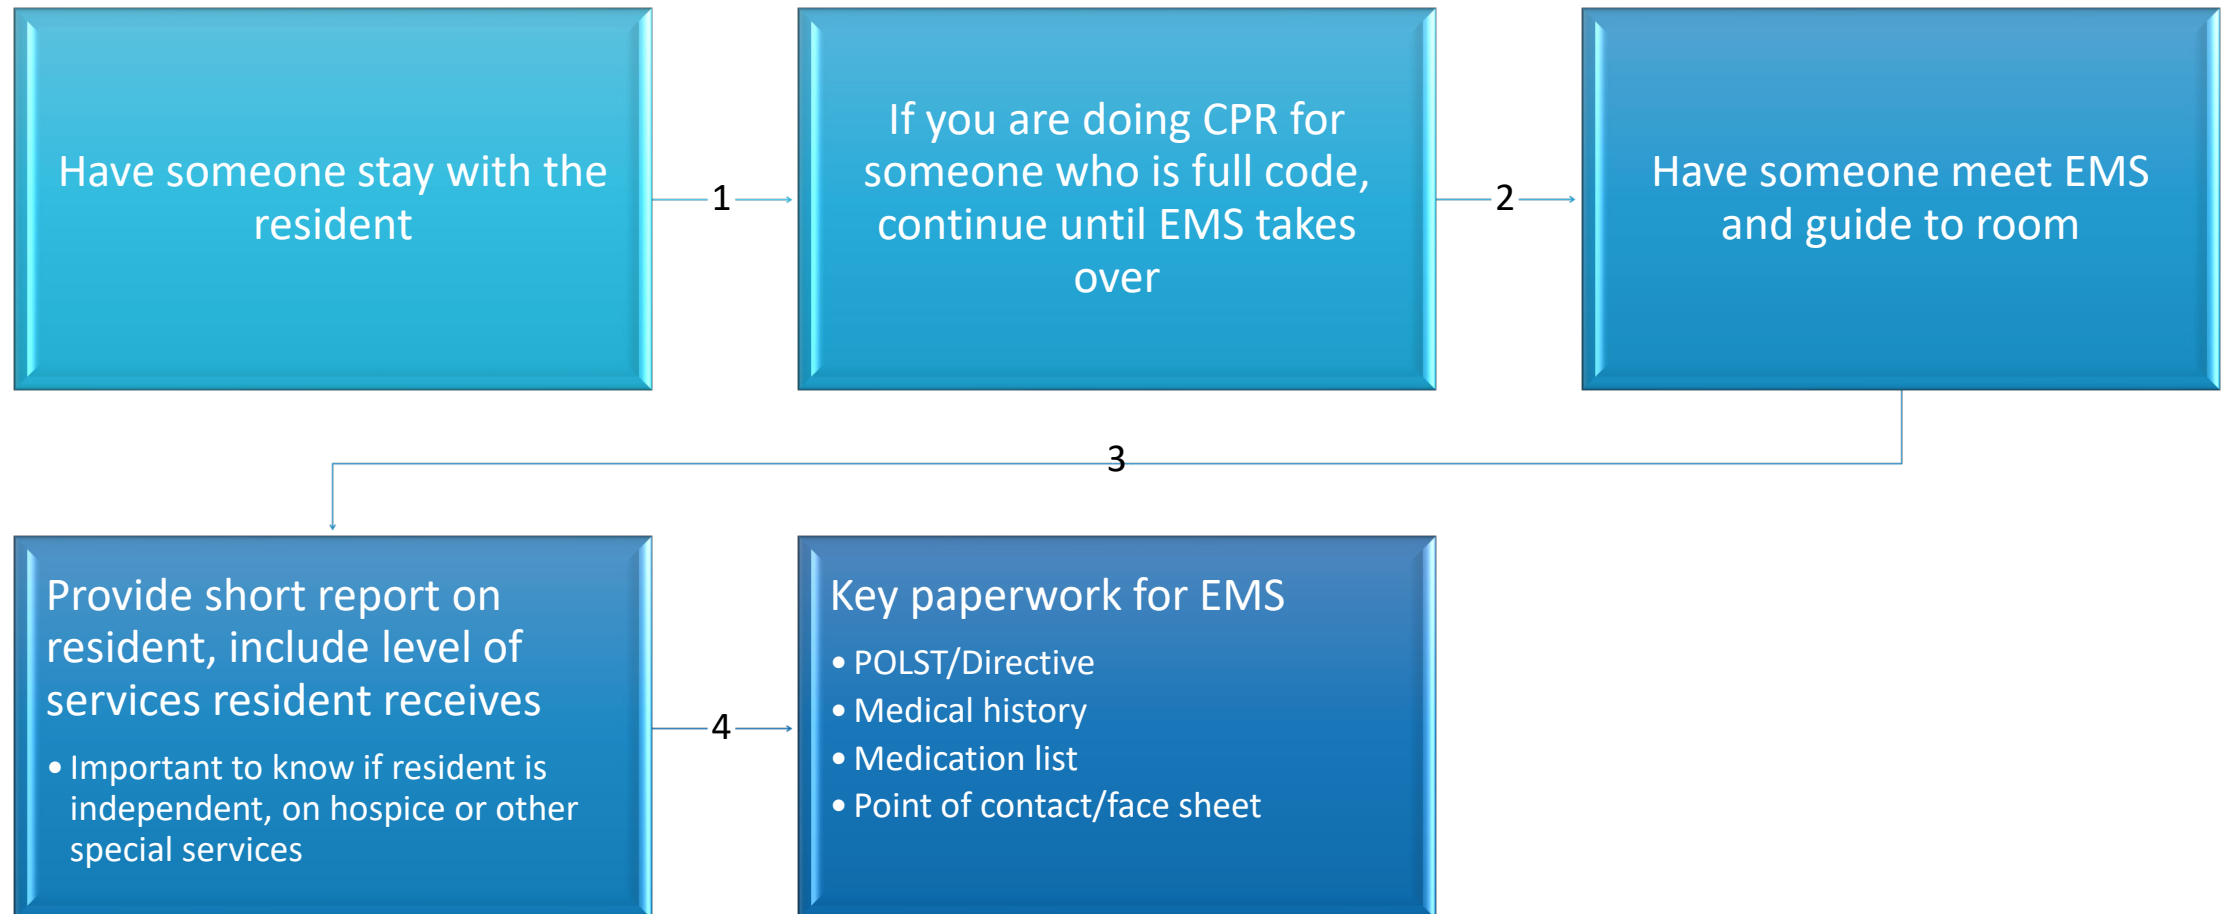 Have someone stay with the
resident
1
If you are doing CPR for
someone who is full code,
continue until EMS takes
over
2
Have someone meet EMS
and guide to room
3
Provide short report on
resident, include level of
services resident receives
• Important to know if resident is
independent, on hospice or other
special services
4
Key paperwork for EMS
• POLST/Directive
• Medical history
• Medication list
• Point of contact/face sheet